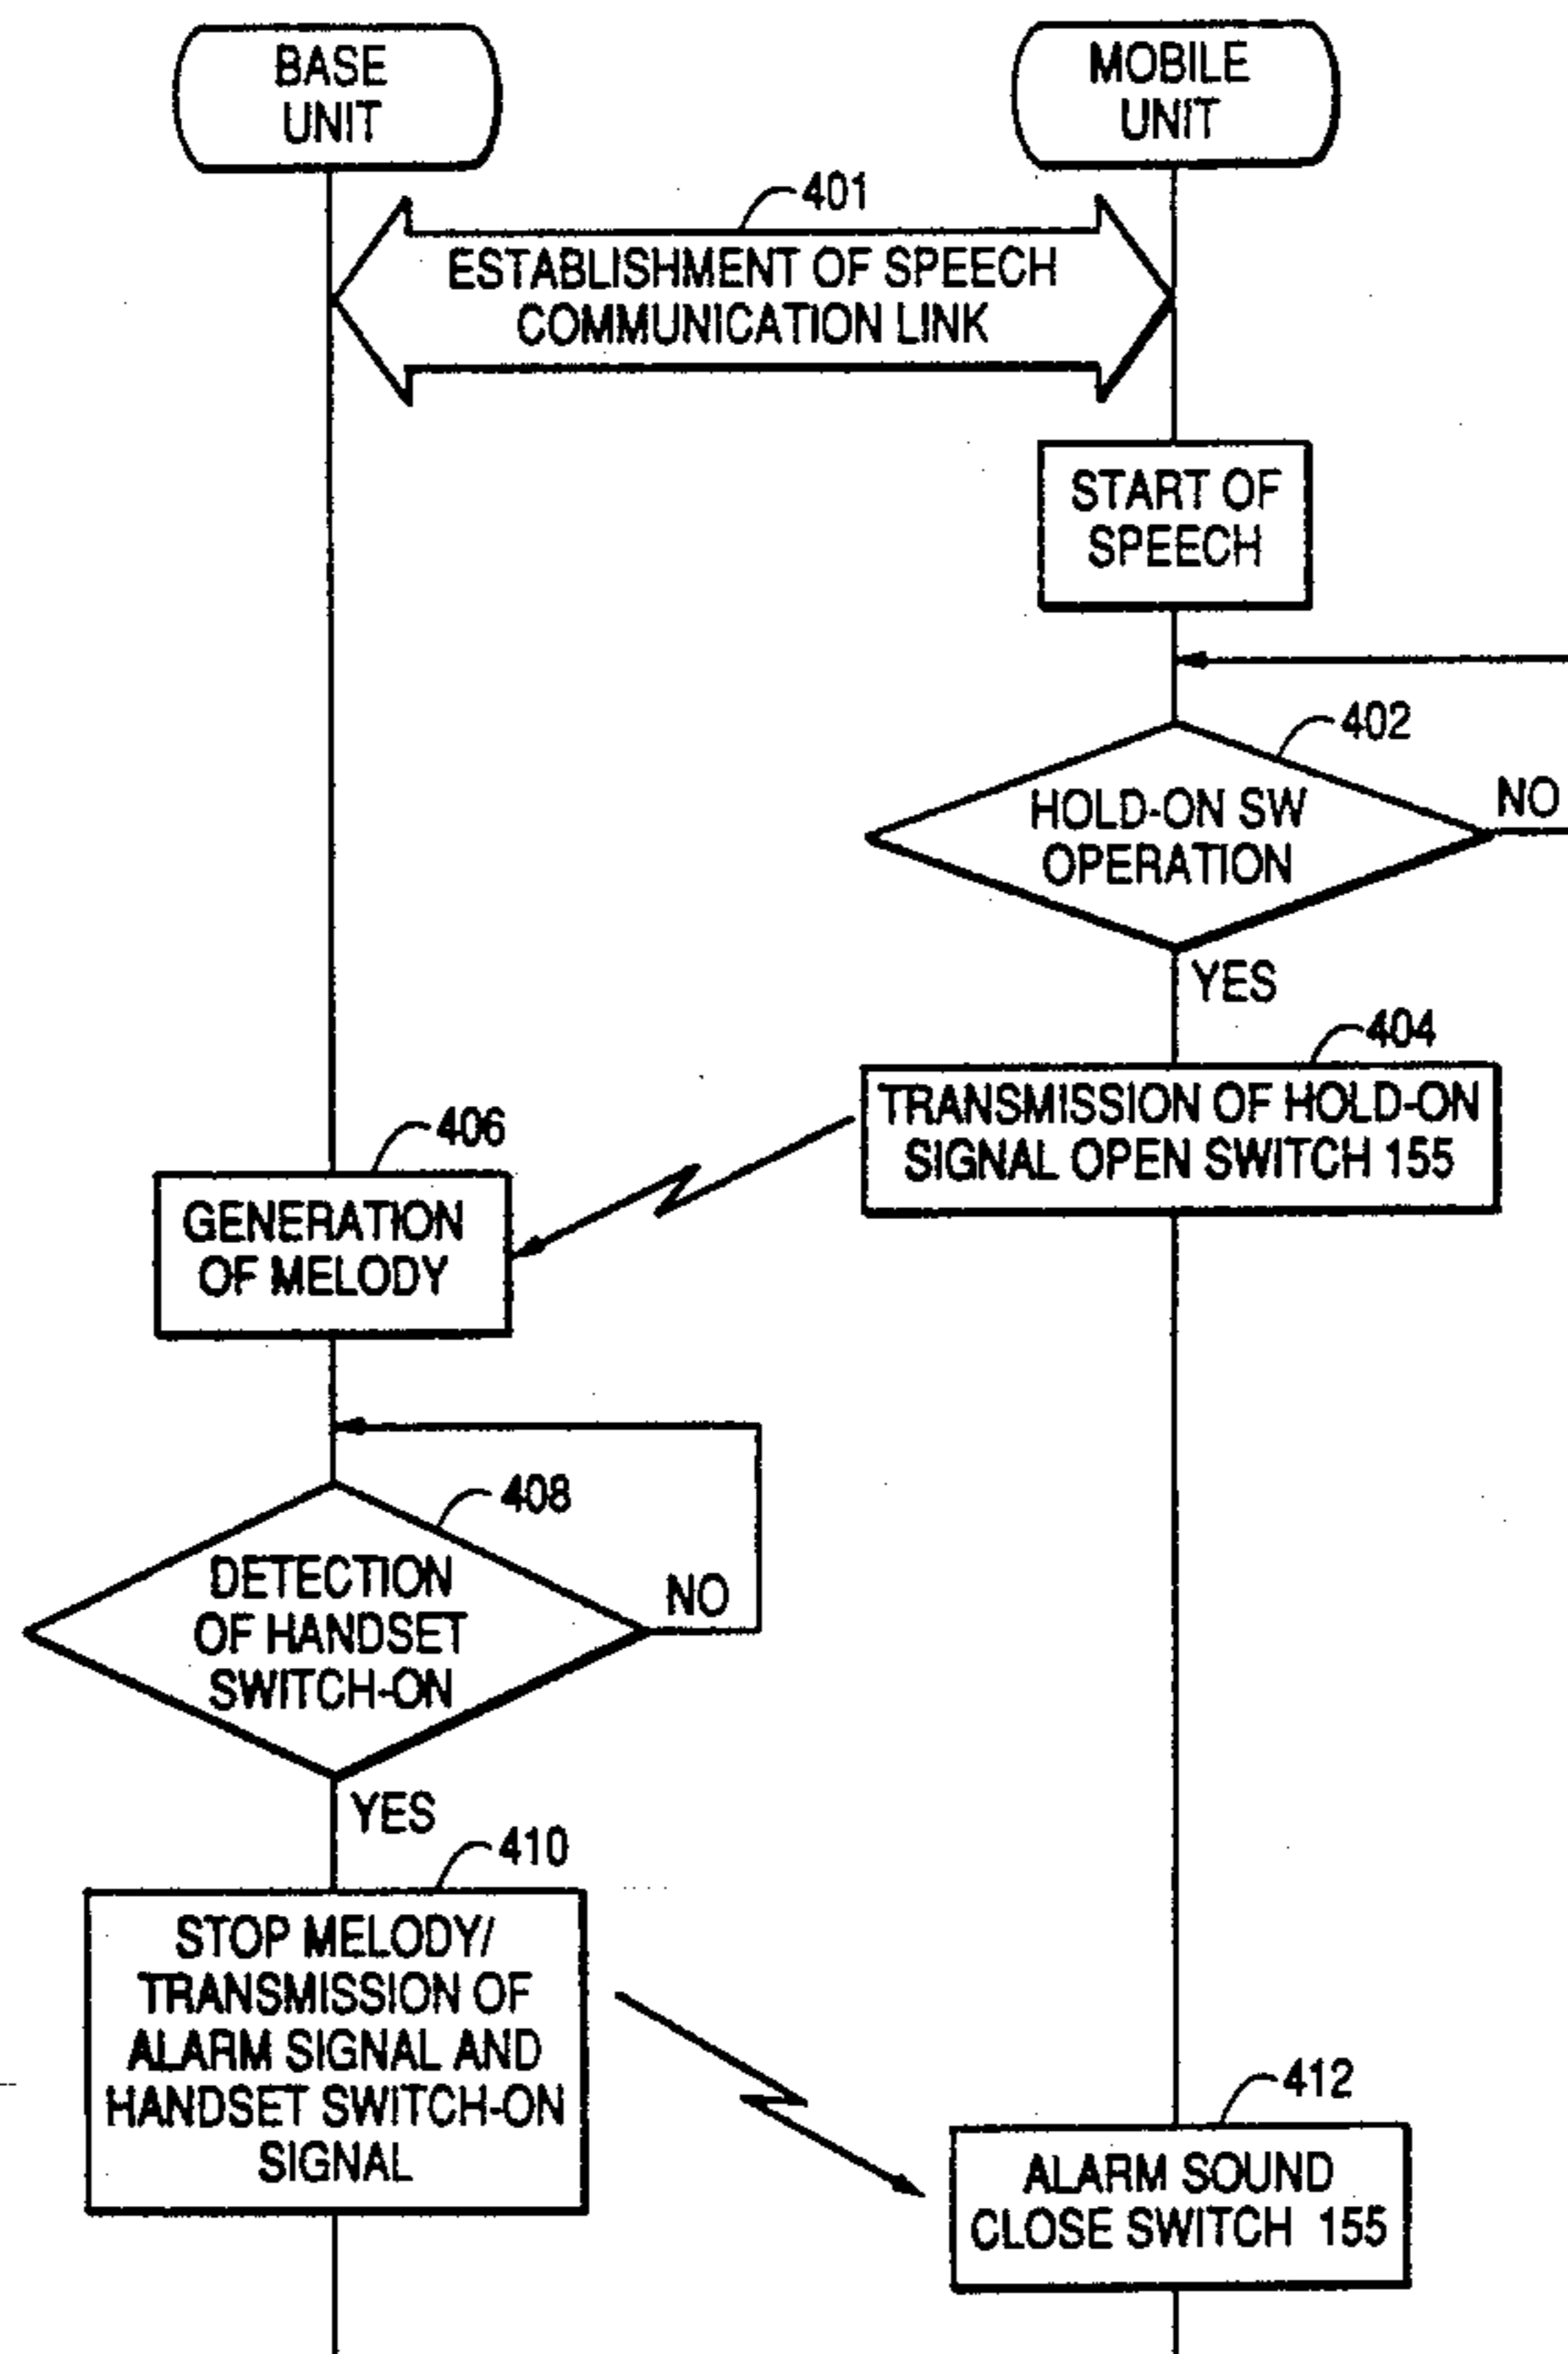 BASE
UNIT
MOBILE
UNIT
401
ESTABLISHMENT OF SPEECH
COMMUNICATION LINK
START OF
SPEECH
402
HOLD-ON SW
OPERATION
NO
YES
404
TRANSMISSION OF HOLD-ON
SIGNAL OPEN SWITCH 155
406
GENERATION
OF MELODY
408
DETECTION
OF HANDSET
SWITCH-ON
NO
YES
410
STOP MELODY/
TRANSMISSION OF
ALARM SIGNAL AND
HANDSET SWITCH-ON
SIGNAL
412
ALARM SOUND
CLOSE SWITCH 155